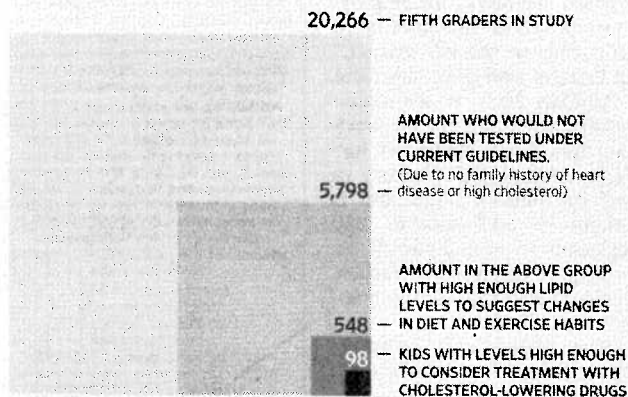 20,266 — FIFTH GRADERS IN STUDY
AMOUNT WHO WOULD NOT
HAVE BEEN TESTED UNDER
CURRENT GUIDELINES.
(Due to no family history of heart
5,798 — disease or high cholesterol)
AMOUNT IN THE ABOVE GROUP
WITH HIGH ENOUGH LIPID
LEVELS TO SUGGEST CHANGES
548 — IN DIET AND EXERCISE HABITS
98 — KIDS WITH LEVELS HIGH ENOUGH
TO CONSIDER TREATMENT WITH
CHOLESTEROL-LOWERING DRUGS